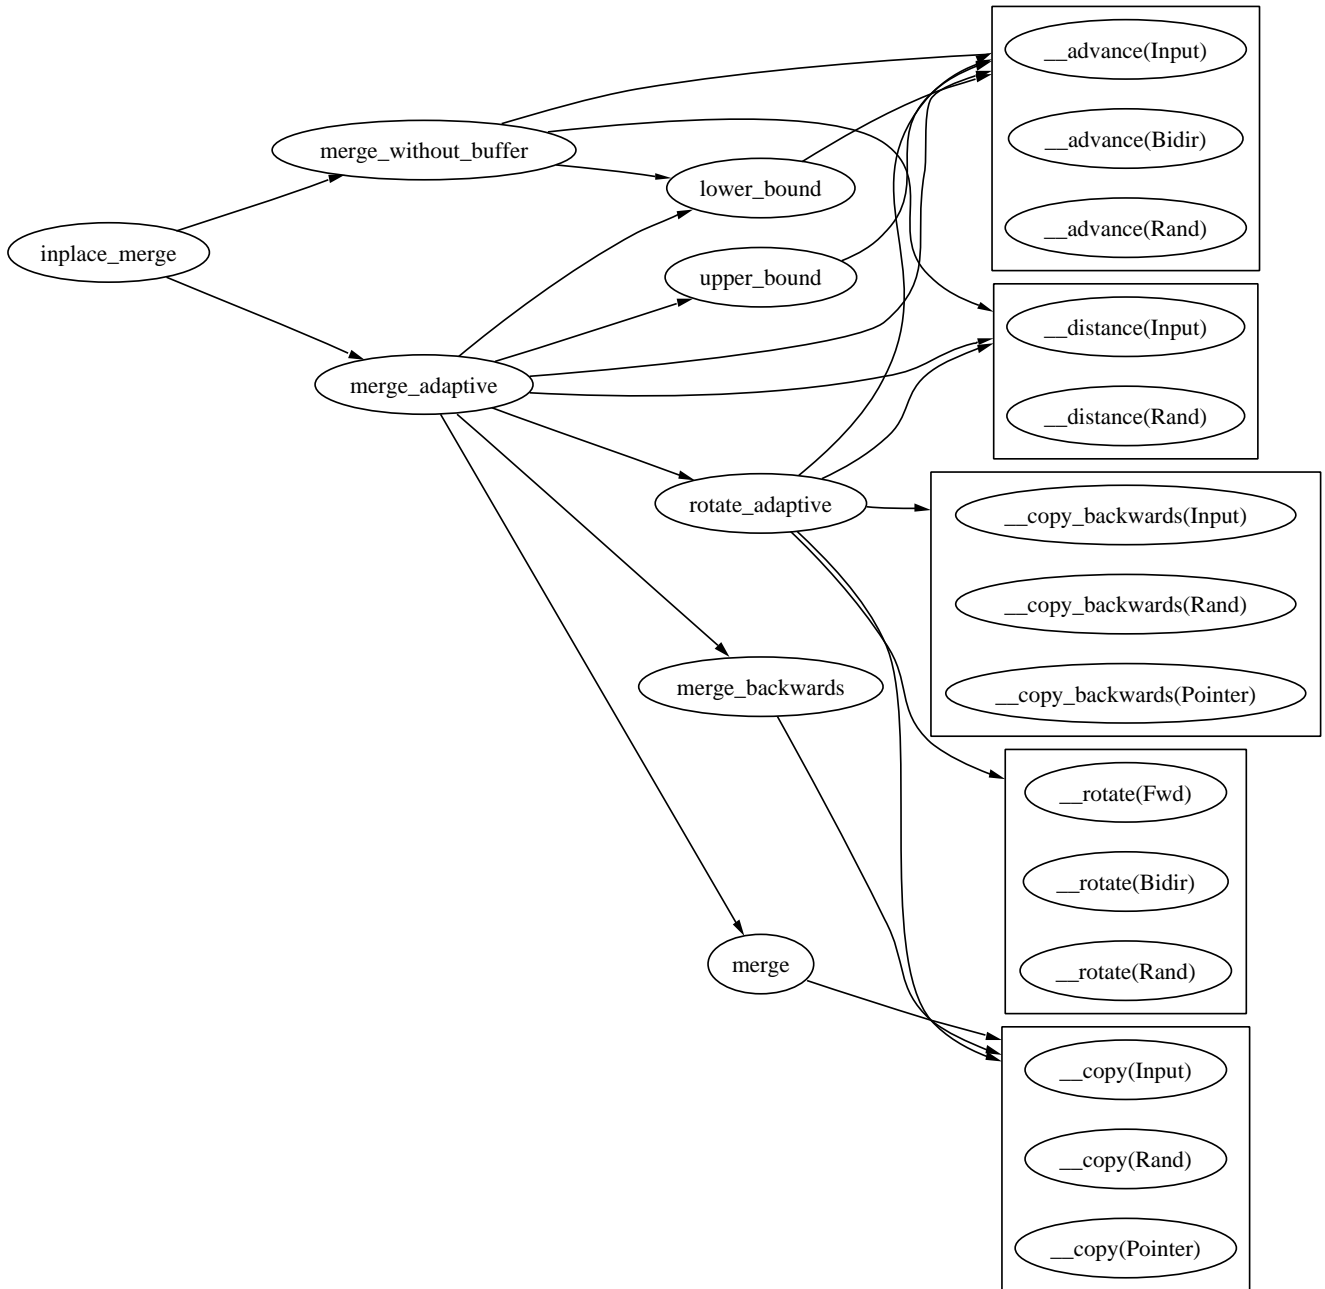 inplace_merge
merge_without_buffer
merge_adaptive
lower_bound
upper_bound
rotate_adaptive
merge_backwards
merge
__advance(Input)
__advance(Bidir)
__advance(Rand)
__distance(Input)
__distance(Rand)
__copy_backwards(Input)
__copy_backwards(Rand)
__copy_backwards(Pointer)
__rotate(Fwd)
__rotate(Bidir)
__rotate(Rand)
__copy(Input)
__copy(Rand)
__copy(Pointer)